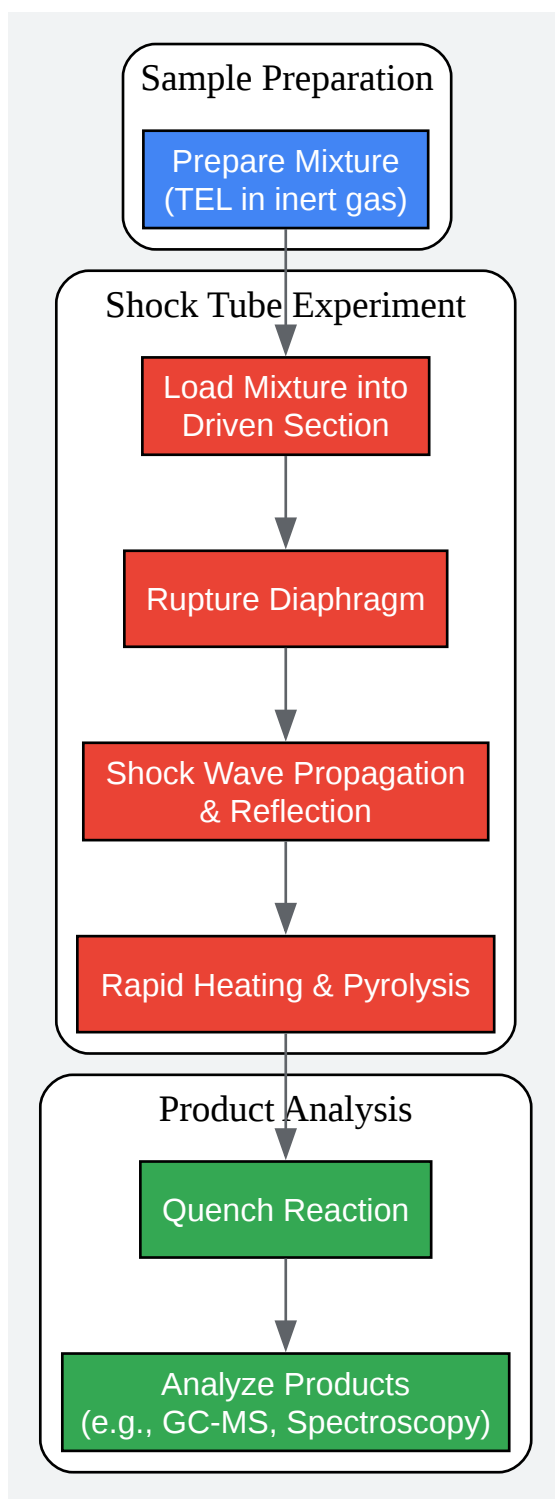 Sample Preparation
Prepare Mixture
(TEL in inert gas)
Shock Tube Experiment
Load Mixture into
Driven Section
Rupture Diaphragm
Shock Wave Propagation
& Reflection
Rapid Heating & Pyrolysis
Product Analysis
Quench Reaction
Analyze Products
(e.g., GC-MS, Spectroscopy)